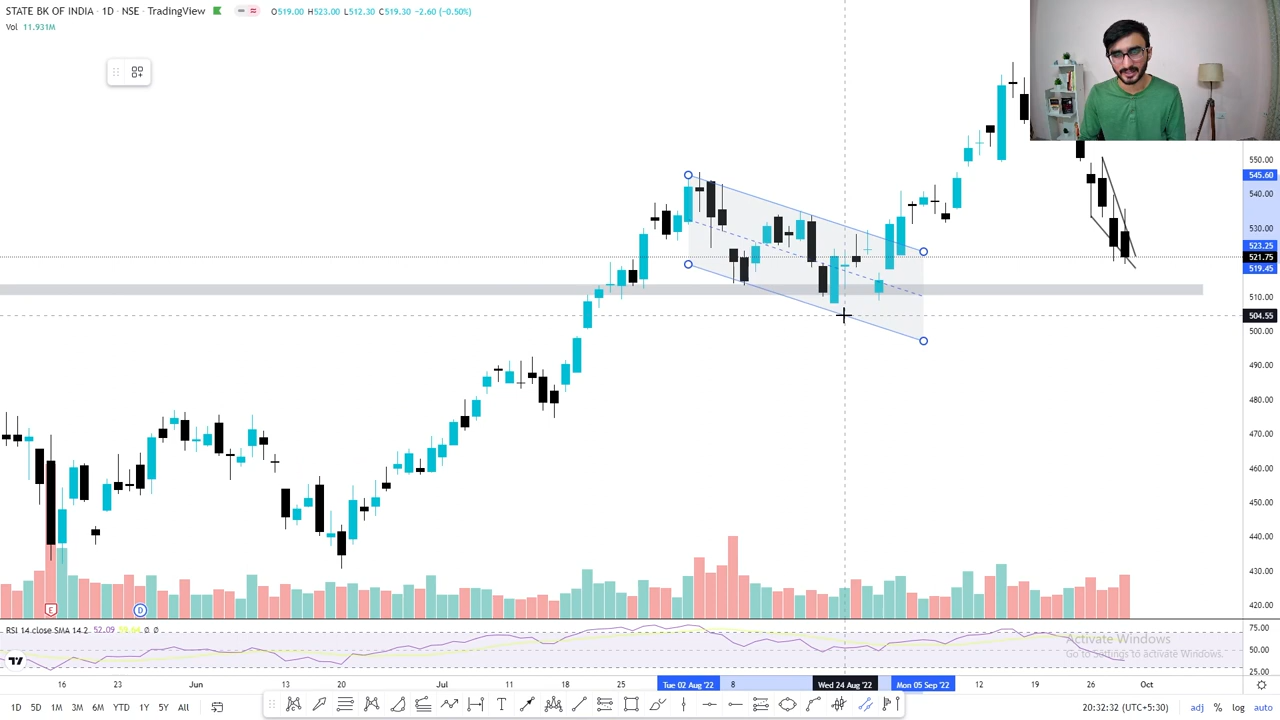 STATE BK OF INDIA · 1D · NSE · TradingView O519.00 H523.00 L512.30 C519.30 −2.60 (−0.50%)
Vol 11.931M
550.00
545.60
540.00
530.00
523.25
521.75
519.45
510.00
504.55
500.00
490.00
480.00
470.00
460.00
450.00
440.00
430.00
420.00
E D
RSI 14 close SMA 14 2 52.09
75.00
50.00
25.00
Activate Windows
Go to Settings to activate Windows.
16 23 Jun 13 20 Jul 11 18 25 Tue 02 Aug '22 8 Wed 24 Aug '22 Mon 05 Sep '22 12 19 26 Oct
1D 5D 1M 3M 6M YTD 1Y 5Y All 20:32:32 (UTC+5:30) adj % log auto